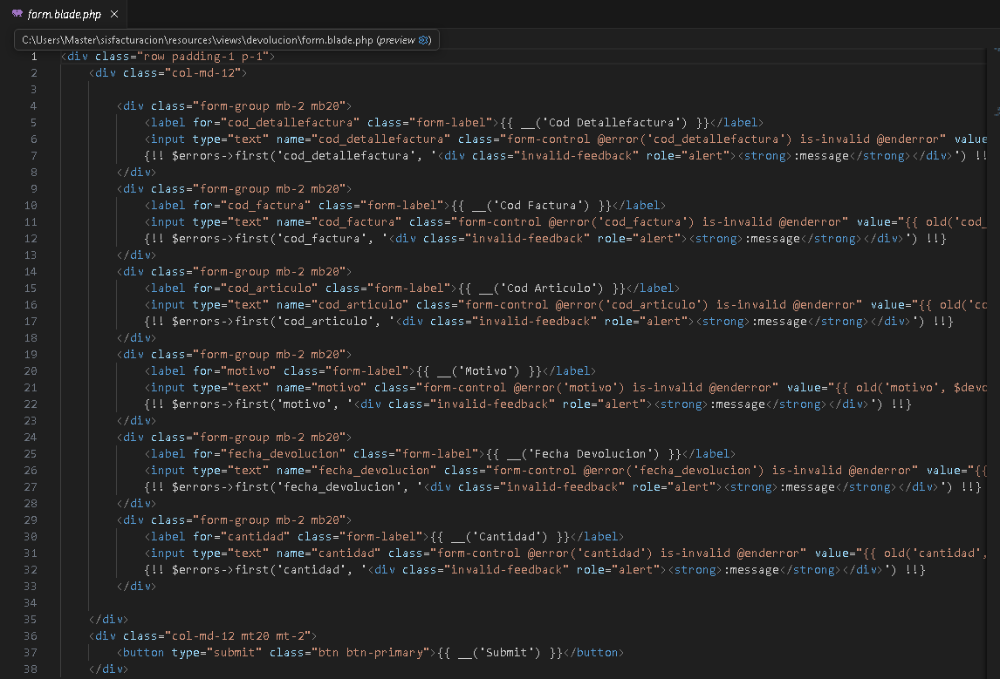 form.blade.php
C:\Users\Master\sisfacturacion\resources\views\devolucion\form.blade.php (preview)
1 <div class="row padding-1 p-1">
2 <div class="col-md-12">
3
4 <div class="form-group mb-2 mb20">
5 <label for="cod_detallefactura" class="form-label">{{ __('Cod Detallefactura') }}</label>
6 <input type="text" name="cod_detallefactura" class="form-control @error('cod_detallefactura') is-invalid @enderror" value
7 {!! $errors->first('cod_detallefactura', '<div class="invalid-feedback" role="alert"><strong>:message</strong></div>') !!
8 </div>
9 <div class="form-group mb-2 mb20">
10 <label for="cod_factura" class="form-label">{{ __('Cod Factura') }}</label>
11 <input type="text" name="cod_factura" class="form-control @error('cod_factura') is-invalid @enderror" value="{{ old('cod_
12 {!! $errors->first('cod_factura', '<div class="invalid-feedback" role="alert"><strong>:message</strong></div>') !!}
13 </div>
14 <div class="form-group mb-2 mb20">
15 <label for="cod_articulo" class="form-label">{{ __('Cod Articulo') }}</label>
16 <input type="text" name="cod_articulo" class="form-control @error('cod_articulo') is-invalid @enderror" value="{{ old('co
17 {!! $errors->first('cod_articulo', '<div class="invalid-feedback" role="alert"><strong>:message</strong></div>') !!}
18 </div>
19 <div class="form-group mb-2 mb20">
20 <label for="motivo" class="form-label">{{ __('Motivo') }}</label>
21 <input type="text" name="motivo" class="form-control @error('motivo') is-invalid @enderror" value="{{ old('motivo', $devo
22 {!! $errors->first('motivo', '<div class="invalid-feedback" role="alert"><strong>:message</strong></div>') !!}
23 </div>
24 <div class="form-group mb-2 mb20">
25 <label for="fecha_devolucion" class="form-label">{{ __('Fecha Devolucion') }}</label>
26 <input type="text" name="fecha_devolucion" class="form-control @error('fecha_devolucion') is-invalid @enderror" value="{{
27 {!! $errors->first('fecha_devolucion', '<div class="invalid-feedback" role="alert"><strong>:message</strong></div>') !!}
28 </div>
29 <div class="form-group mb-2 mb20">
30 <label for="cantidad" class="form-label">{{ __('Cantidad') }}</label>
31 <input type="text" name="cantidad" class="form-control @error('cantidad') is-invalid @enderror" value="{{ old('cantidad',
32 {!! $errors->first('cantidad', '<div class="invalid-feedback" role="alert"><strong>:message</strong></div>') !!}
33 </div>
34
35 </div>
36 <div class="col-md-12 mt20 mt-2">
37 <button type="submit" class="btn btn-primary">{{ __('Submit') }}</button>
38 </div>